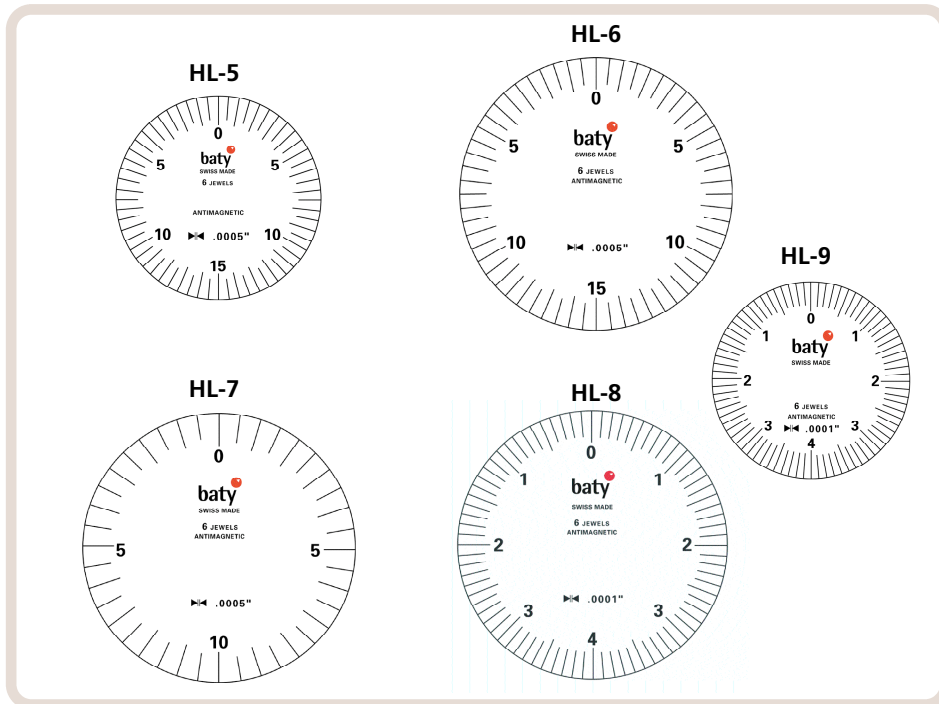 HL-5
0
5 5
baty
SWISS MADE
6 JEWELS
ANTIMAGNETIC
10 .0005" 10
15
HL-6
0
baty
5 5
SWISS MADE
6 JEWELS
ANTIMAGNETIC
10 .0005" 10
15
HL-9
0
1 1
baty
SWISS MADE
2 2
6 JEWELS
ANTIMAGNETIC
3 .0001" 3
4
HL-7
0
baty
SWISS MADE
6 JEWELS
ANTIMAGNETIC
5 5
.0005"
10
HL-8
0
1 1
baty
SWISS MADE
6 JEWELS
ANTIMAGNETIC
2 2
.0001"
3 3
4